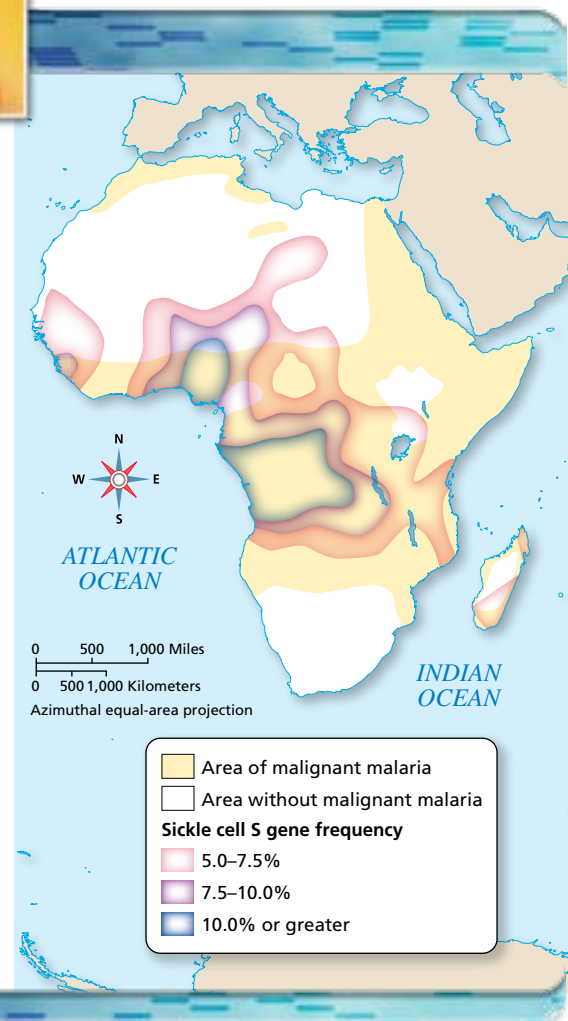 N
W E
S
ATLANTIC
OCEAN
0 500 1,000 Miles
0 500 1,000 Kilometers
Azimuthal equal-area projection
INDIAN
OCEAN
Area of malignant malaria
Area without malignant malaria
Sickle cell S gene frequency
5.0–7.5%
7.5–10.0%
10.0% or greater